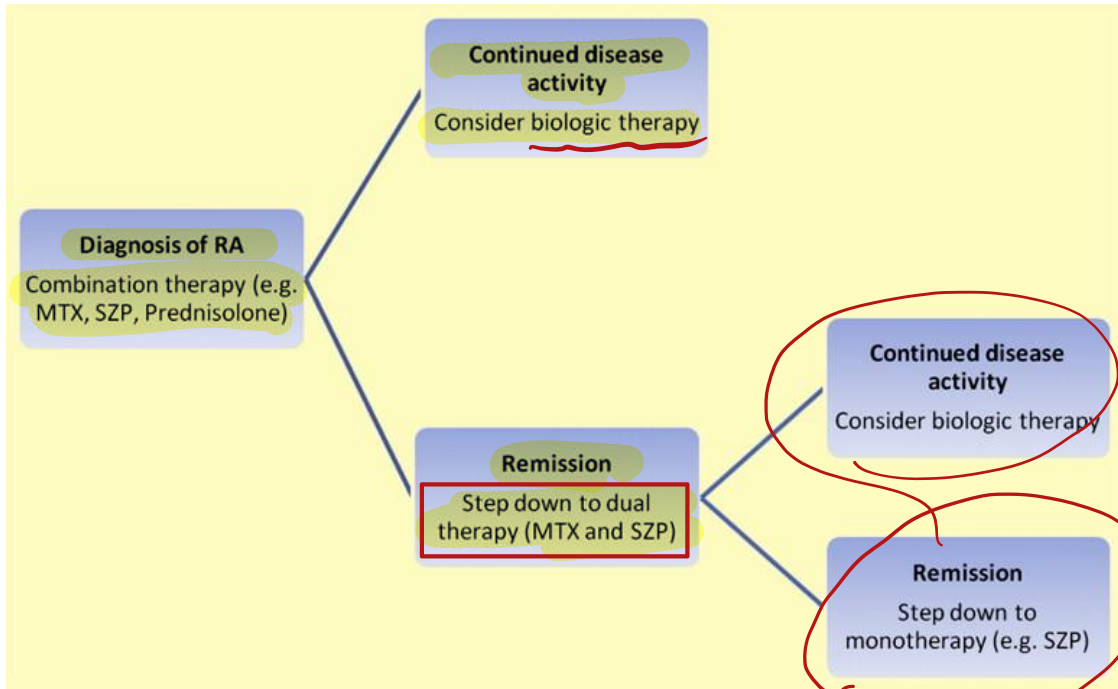 Continued disease
activity
Consider biologic therapy
Diagnosis of RA
Combination therapy (e.g.
MTX, SZP, Prednisolone)
Remission
Step down to dual
therapy (MTX and SZP)
Continued disease
activity
Consider biologic therapy
Remission
Step down to
monotherapy (e.g. SZP)